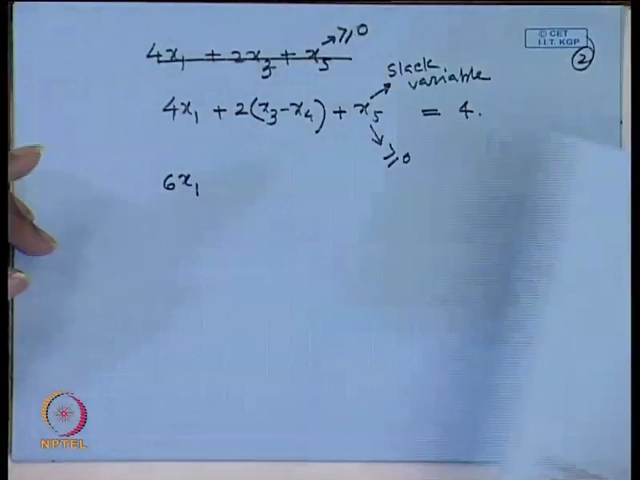 © CET
I.I.T. KGP
2
4x₁ + 2x₃ + x₅ → ≥0
slack variable
4x₁ + 2(x₃-x₄) + x₅ = 4.
≥0
6x₁
NPTEL